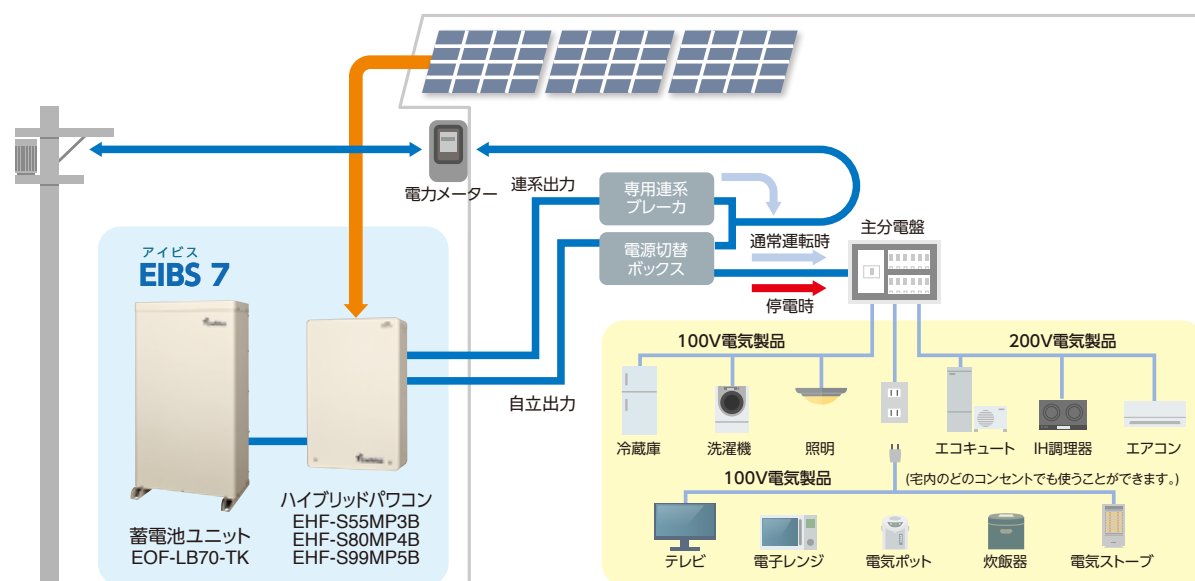 電力メーター
連系出力
専用連系
ブレーカ
電源切替
ボックス
通常運転時
停電時
主分電盤
アイビス
EIBS 7
自立出力
蓄電池ユニット
EOF-LB70-TK
ハイブリッドパワコン
EHF-S55MP3B
EHF-S80MP4B
EHF-S99MP5B
100V電気製品
200V電気製品
冷蔵庫
洗濯機
照明
エコキュート
IH調理器
エアコン
100V電気製品
(宅内のどのコンセントでも使うことができます。)
テレビ
電子レンジ
電気ポット
炊飯器
電気ストーブ